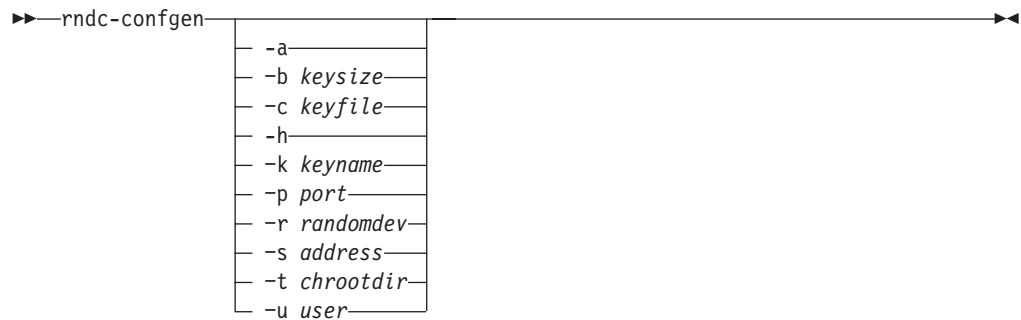 rndc-confgen
-a
-b keysize
-c keyfile
-h
-k keyname
-p port
-r randomdev
-s address
-t chrootdir
-u user